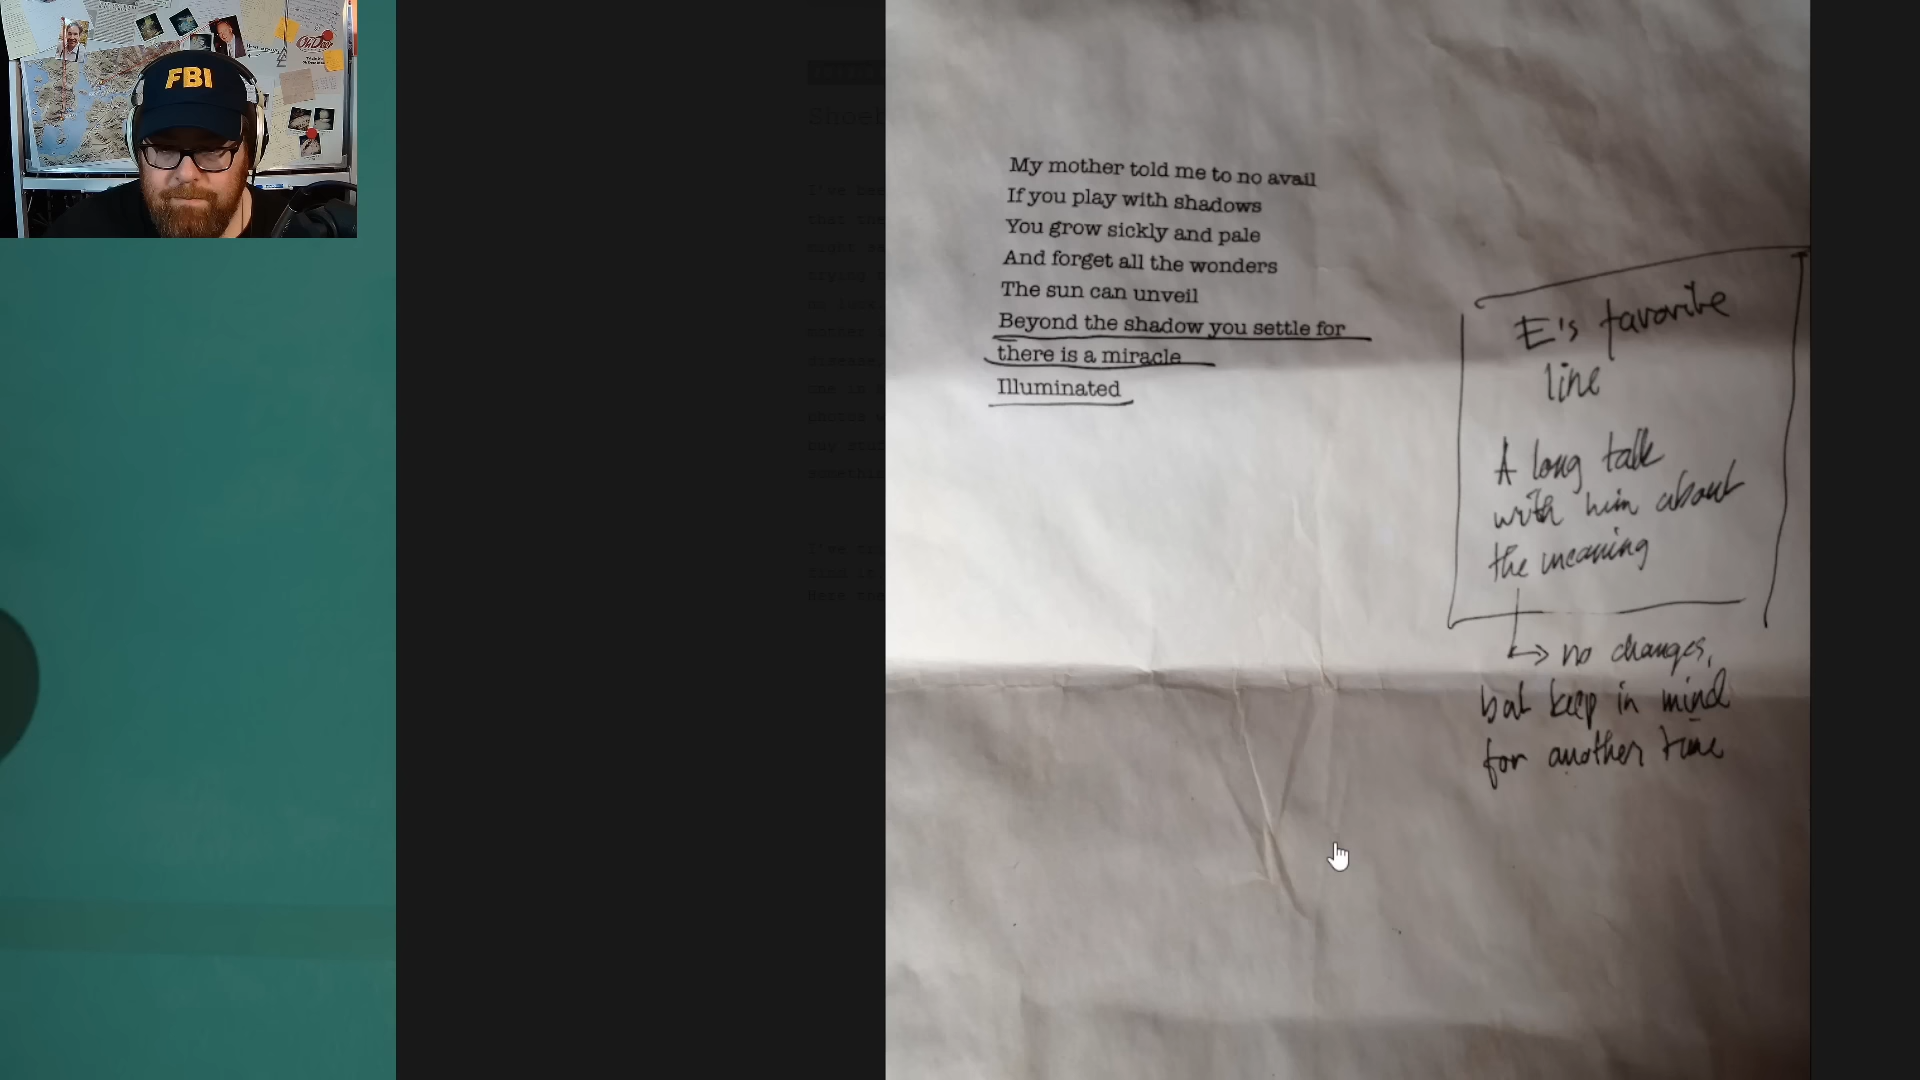 FBI
My mother told me to no avail
If you play with shadows
You grow sickly and pale
And forget all the wonders
The sun can unveil
Beyond the shadow you settle for
there is a miracle
Illuminated
E's favorite
line
A long talk
with him about
the meaning
no changes,
but keep in mind
for another time